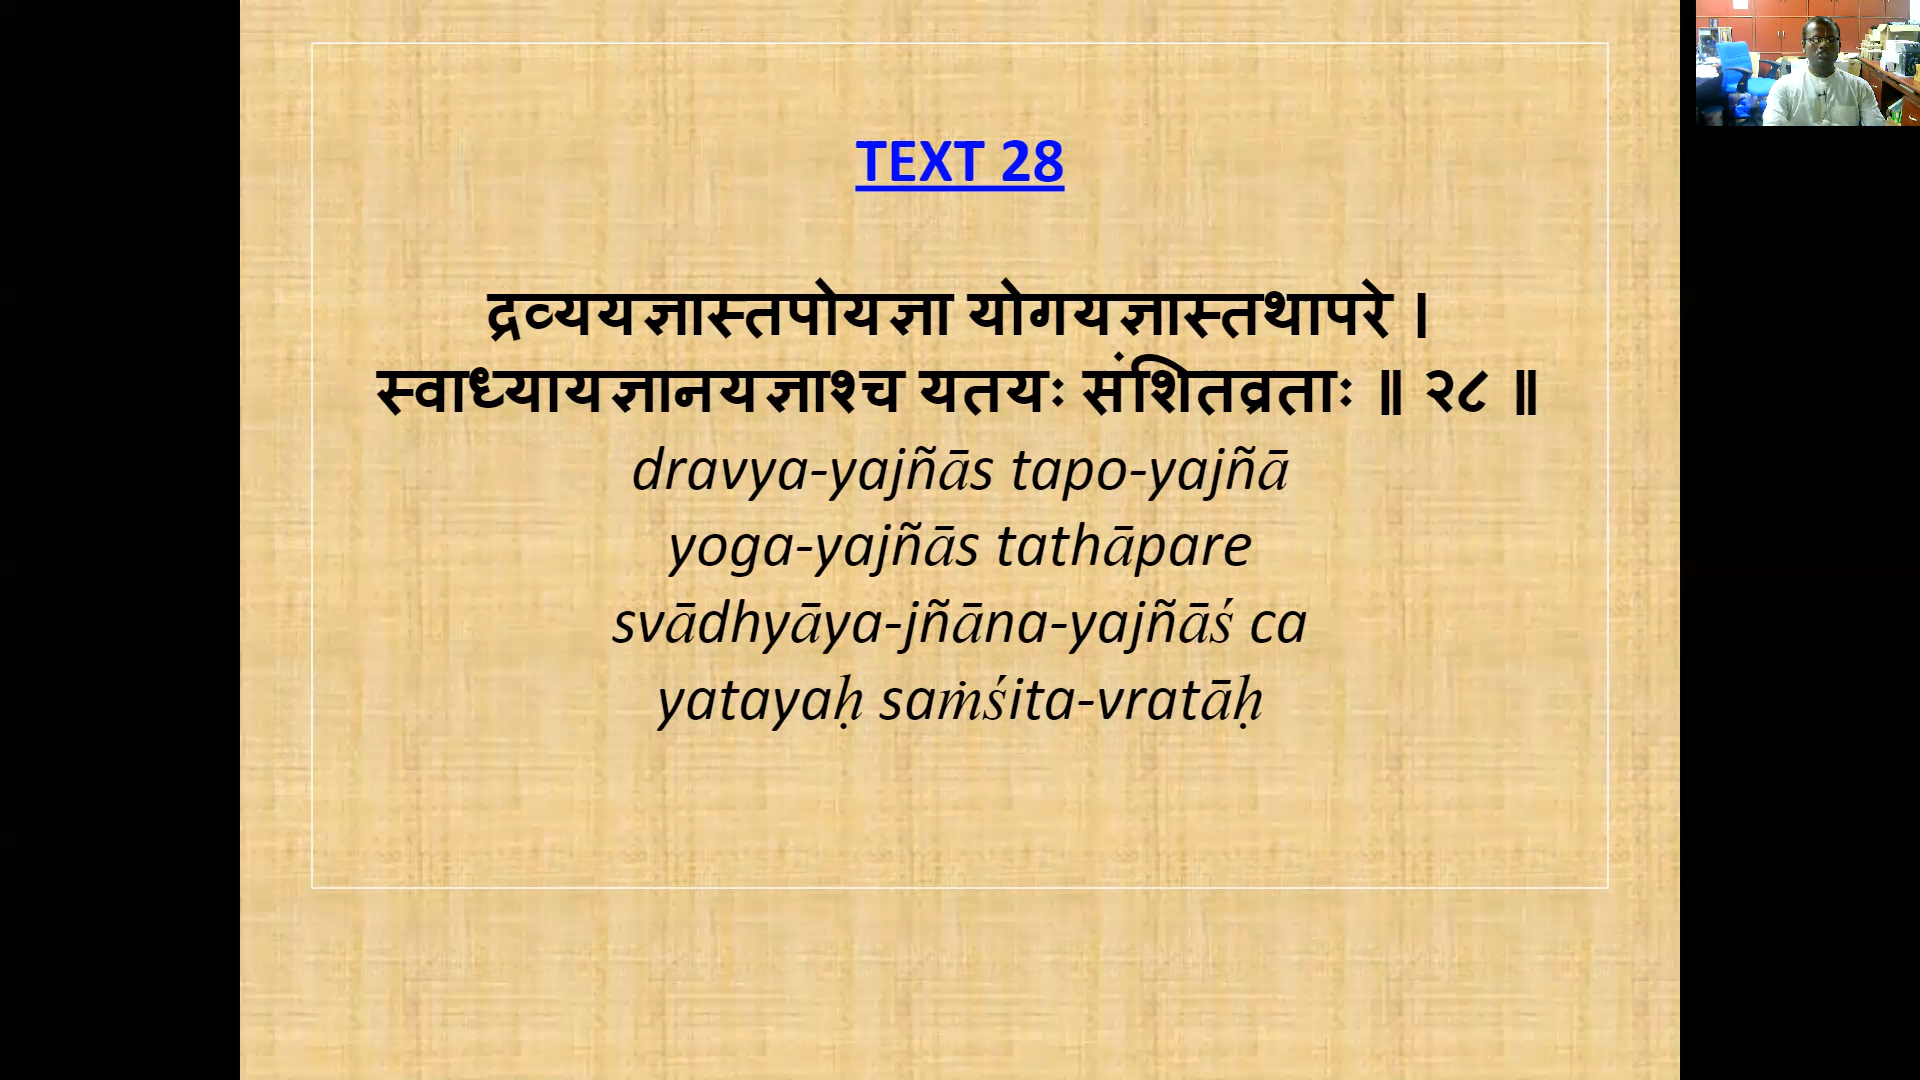 TEXT 28
द्रव्ययज्ञास्तपोयज्ञा योगयज्ञास्तथापरे ।
स्वाध्यायज्ञानयज्ञाश्च यतयः संशितव्रताः ॥ २८ ॥
dravya-yajñās tapo-yajñā
yoga-yajñās tathāpare
svādhyāya-jñāna-yajñāś ca
yatayaḥ saṁśita-vratāḥ